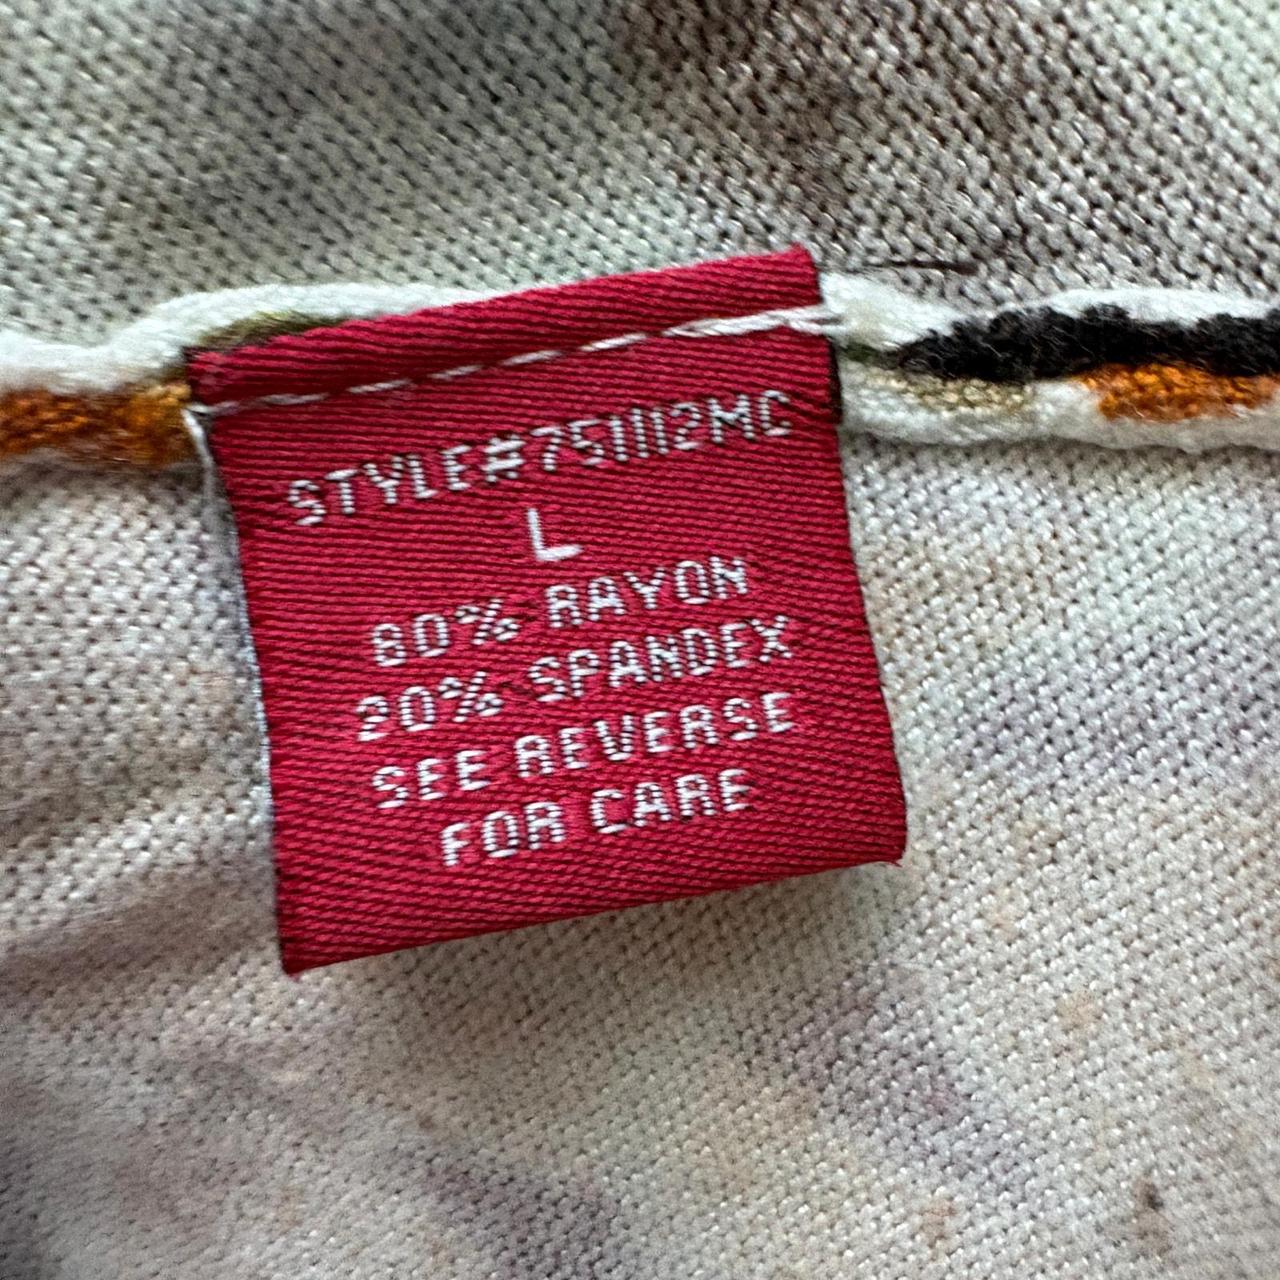 STYLE#751112MC
L
80% RAYON
20% SPANDEX
SEE REVERSE
FOR CARE